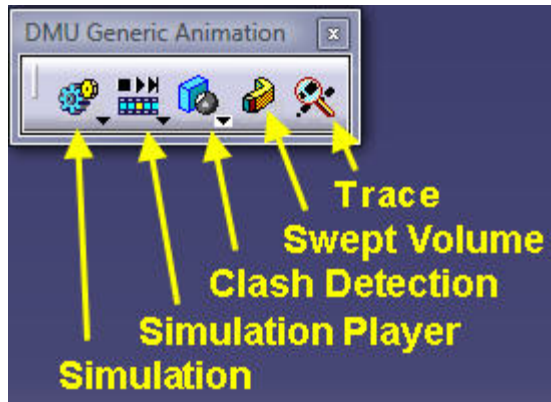 DMU Generic Animation
Trace
Swept Volume
Clash Detection
Simulation Player
Simulation